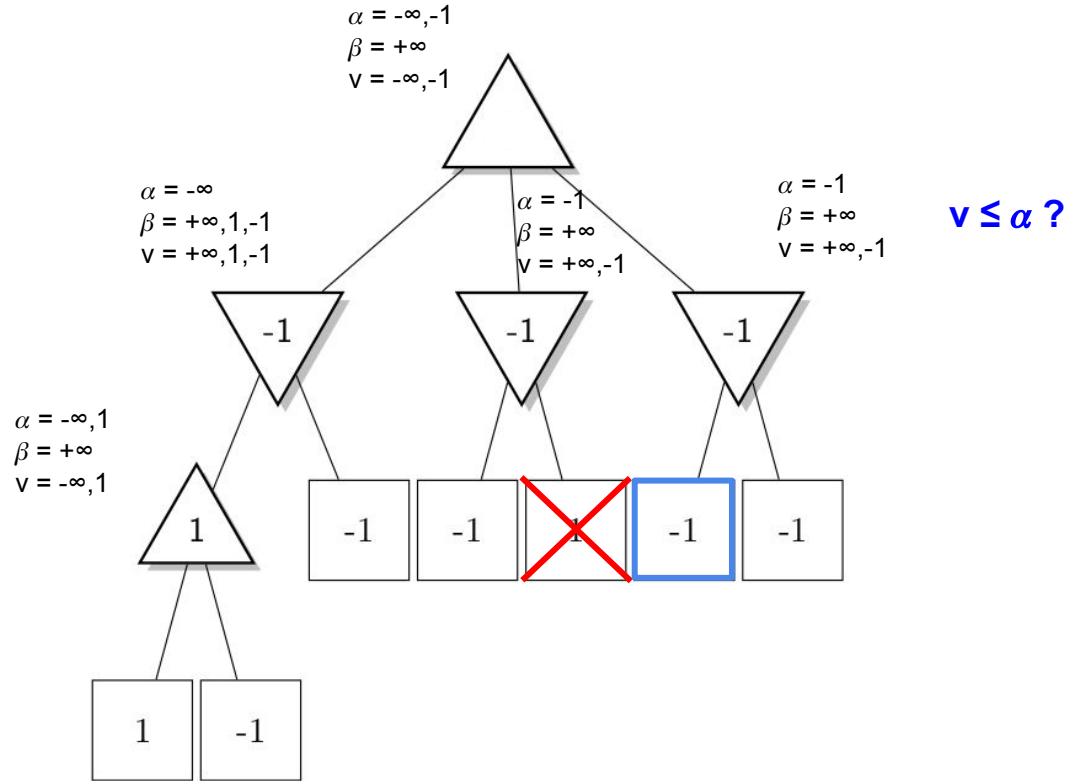 α = -∞,-1
β = +∞
v = -∞,-1
α = -∞
β = +∞,1,-1
v = +∞,1,-1
α = -1
β = +∞
v = +∞,-1
α = -1
β = +∞
v = +∞,-1
v ≤ α ?
-1
-1
-1
α = -∞,1
β = +∞
v = -∞,1
1
-1
-1
1
-1
-1
1
-1